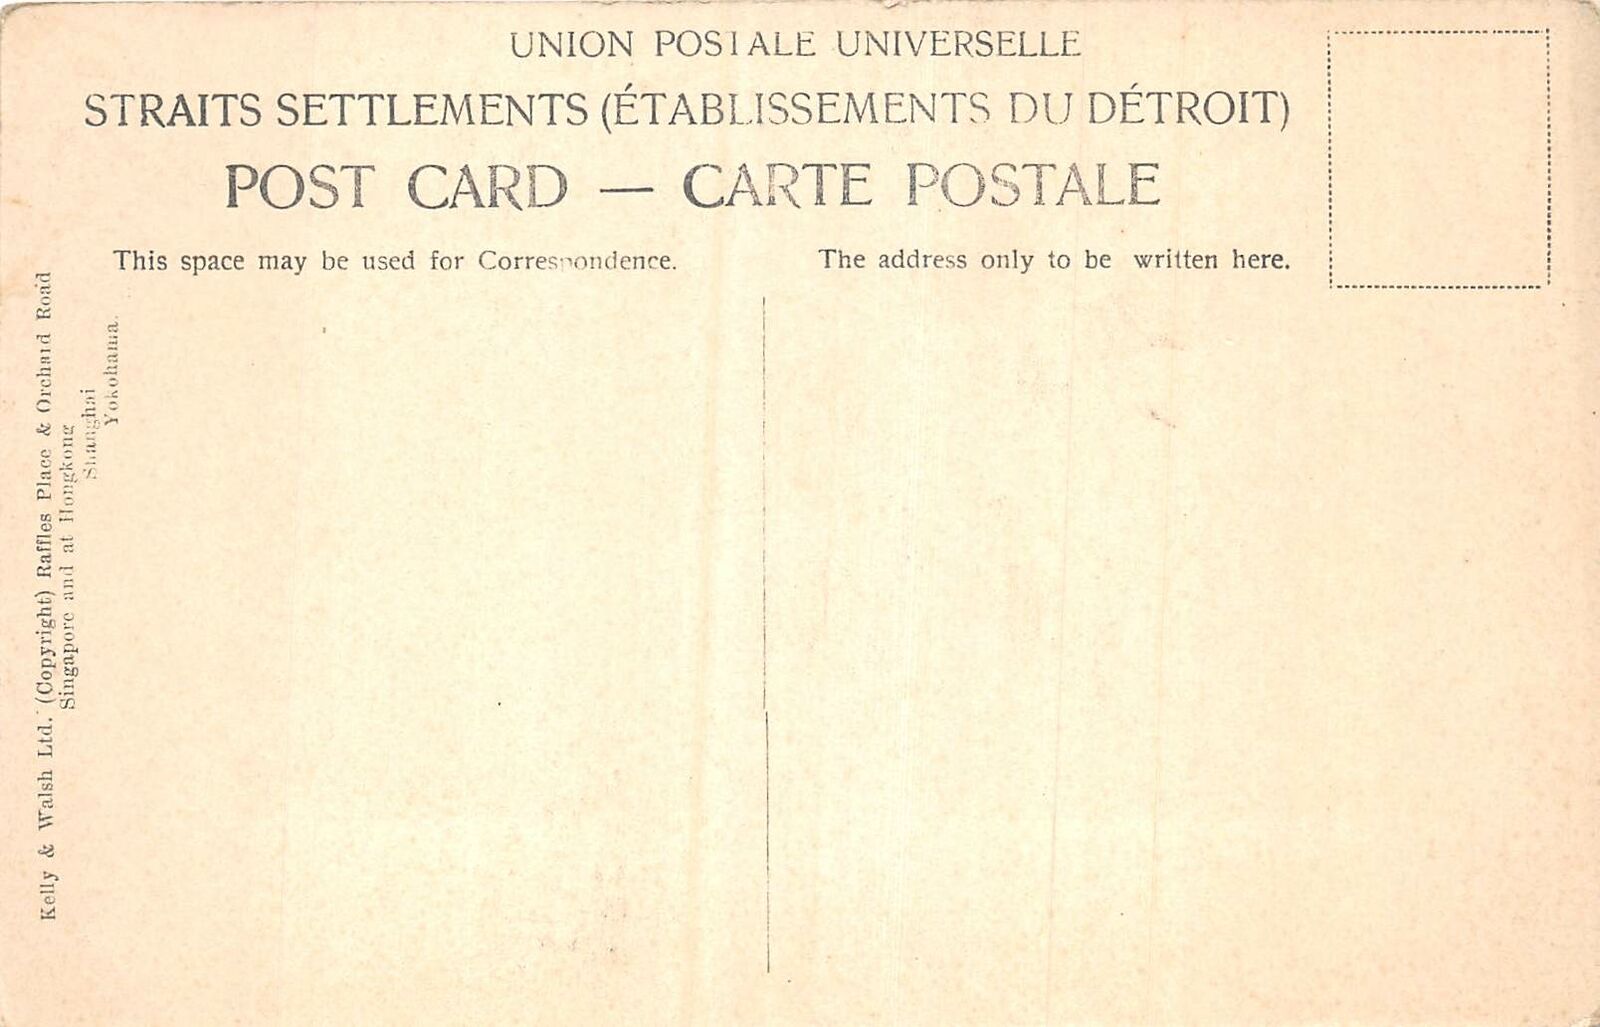 UNION POSTALE UNIVERSELLE
STRAITS SETTLEMENTS (ÉTABLISSEMENTS DU DÉTROIT)
POST CARD — CARTE POSTALE
This space may be used for Correspondence.
The address only to be written here.
Kelly & Walsh Ltd. (Copyright) Raffles Place & Orchard Road
Singapore and at Hongkong
Shanghai
Yokohama.